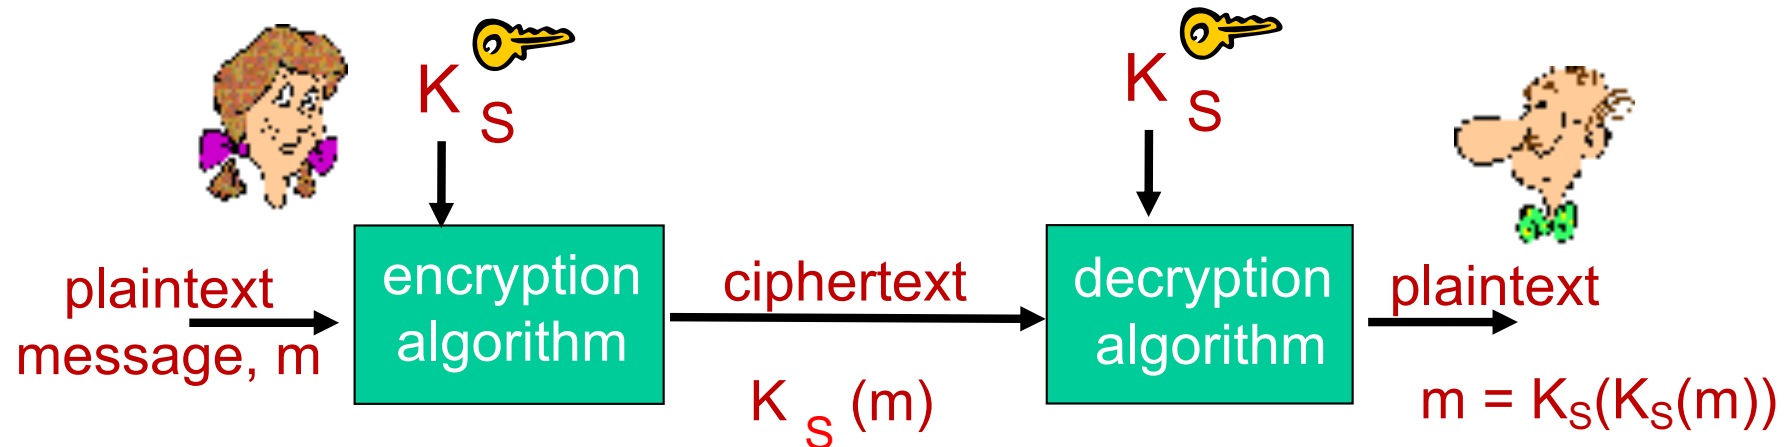 K S
K S
plaintext
message, m
encryption
algorithm
ciphertext
K S (m)
decryption
algorithm
plaintext
m = KS(KS(m))